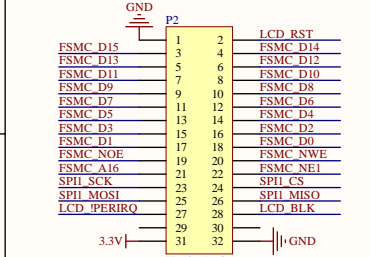 GND
P2
1 2 LCD_RST
FSMC_D15 3 4 FSMC_D14
FSMC_D13 5 6 FSMC_D12
FSMC_D11 7 8 FSMC_D10
FSMC_D9 9 10 FSMC_D8
FSMC_D7 11 12 FSMC_D6
FSMC_D5 13 14 FSMC_D4
FSMC_D3 15 16 FSMC_D2
FSMC_D1 17 18 FSMC_D0
FSMC_NOE 19 20 FSMC_NWE
FSMC_A16 21 22 FSMC_NE1
SPI1_SCK 23 24 SPI1_CS
SPI1_MOSI 25 26 SPI1_MISO
LCD_!PERIRQ 27 28 LCD_BLK
29 30
3.3V 31 32 GND